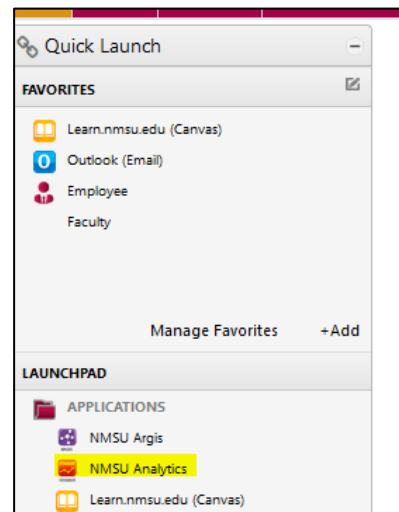 Quick Launch
FAVORITES
Learn.nmsu.edu (Canvas)
Outlook (Email)
Employee
Faculty
Manage Favorites +Add
LAUNCHPAD
APPLICATIONS
NMSU Argis
NMSU Analytics
Learn.nmsu.edu (Canvas)